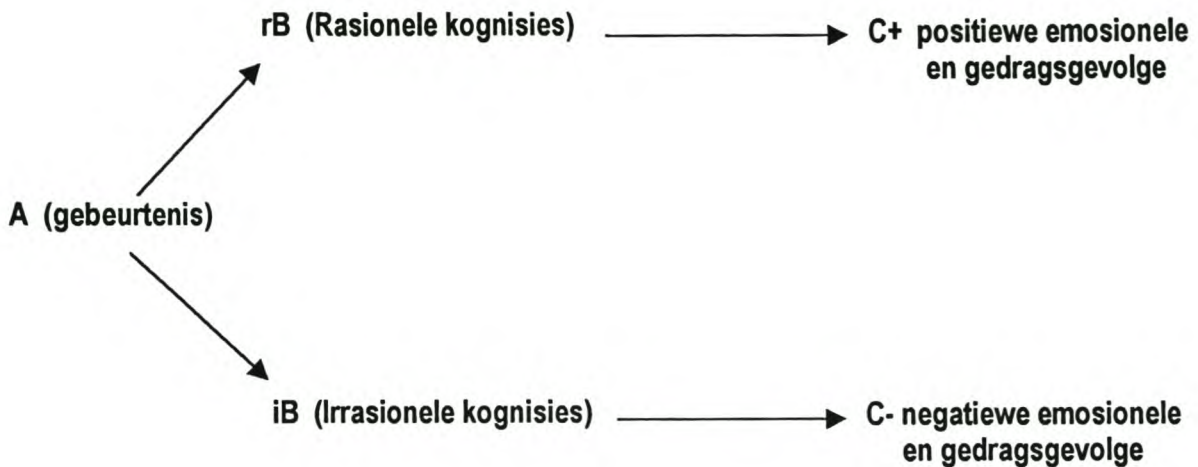 rB (Rasionele kognisies)
C+ positiewe emosionele
en gedragsgevolge
A (gebeurtenis)
iB (Irrasionele kognisies)
C- negatiewe emosionele
en gedragsgevolge